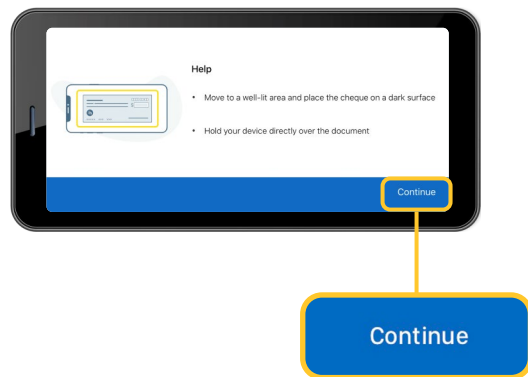 Help
• Move to a well-lit area and place the cheque on a dark surface
• Hold your device directly over the document
Continue
Continue